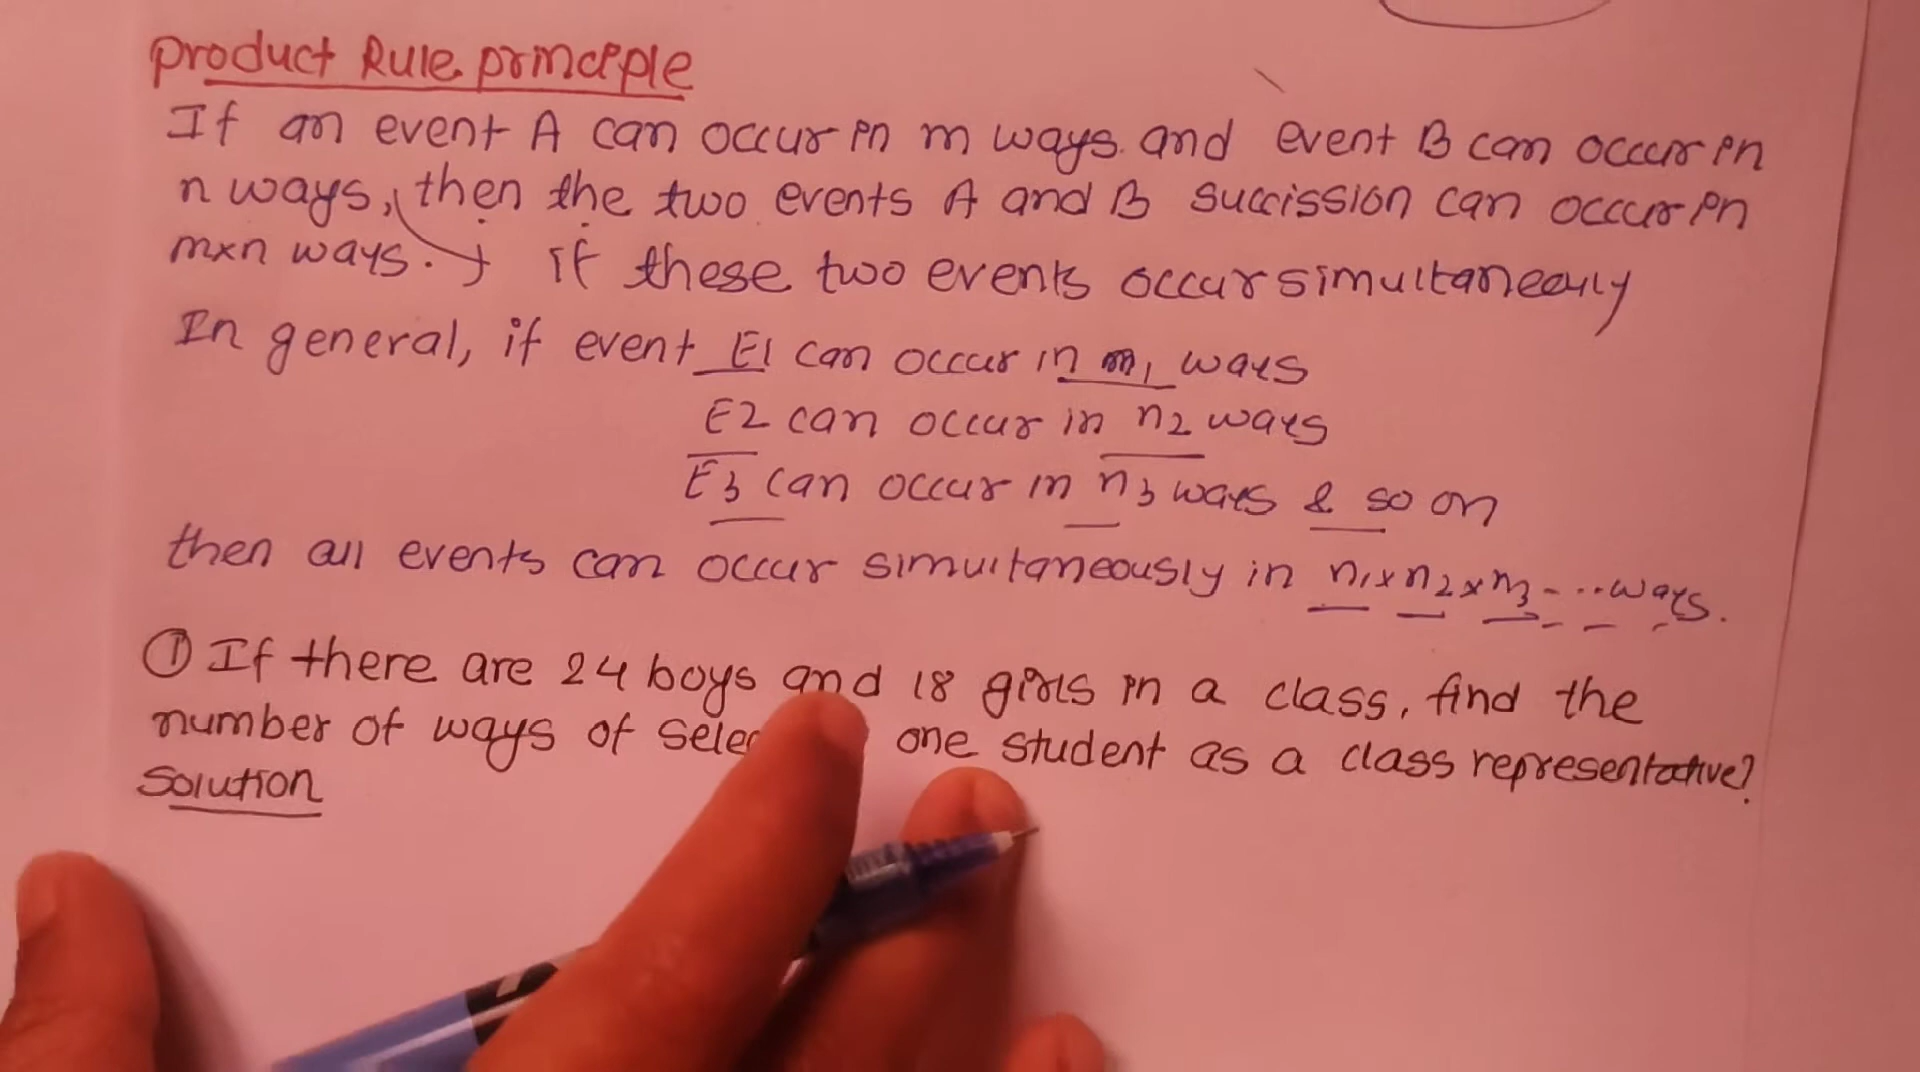 Product Rule principle
If an event A can occur in m ways and event B can occur in
n ways, then the two events A and B succission can occur in
mxn ways. If these two events occur simultaneously
In general, if event E1 can occur in m1 ways
E2 can occur in n2 ways
E3 can occur in n3 ways & so on
then all events can occur simultaneously in n1xn2xn3-...ways.
① If there are 24 boys and 18 girls in a class, find the
number of ways of one student as a class representative?
Solution